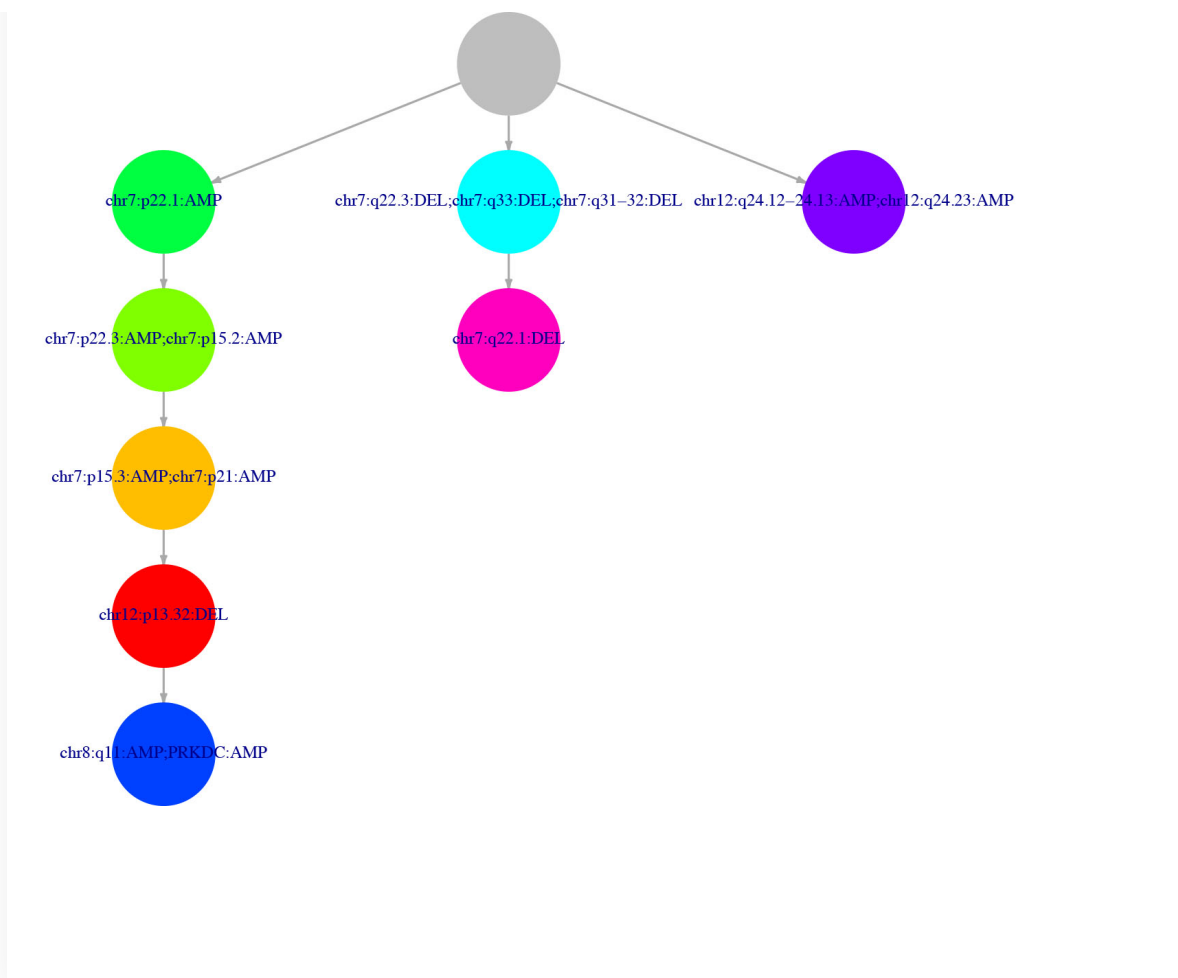 chr7:p22.1:AMP
chr7:q22.3:DEL;chr7:q33:DEL;chr7:q31–32:DEL
chr12:q24.12–24.13:AMP;chr12:q24.23:AMP
chr7:p22.3:AMP;chr7:p15.2:AMP
chr7:q22.1:DEL
chr7:p15.3:AMP;chr7:p21:AMP
chr12:p13.32:DEL
chr8:q11:AMP;PRKDC:AMP